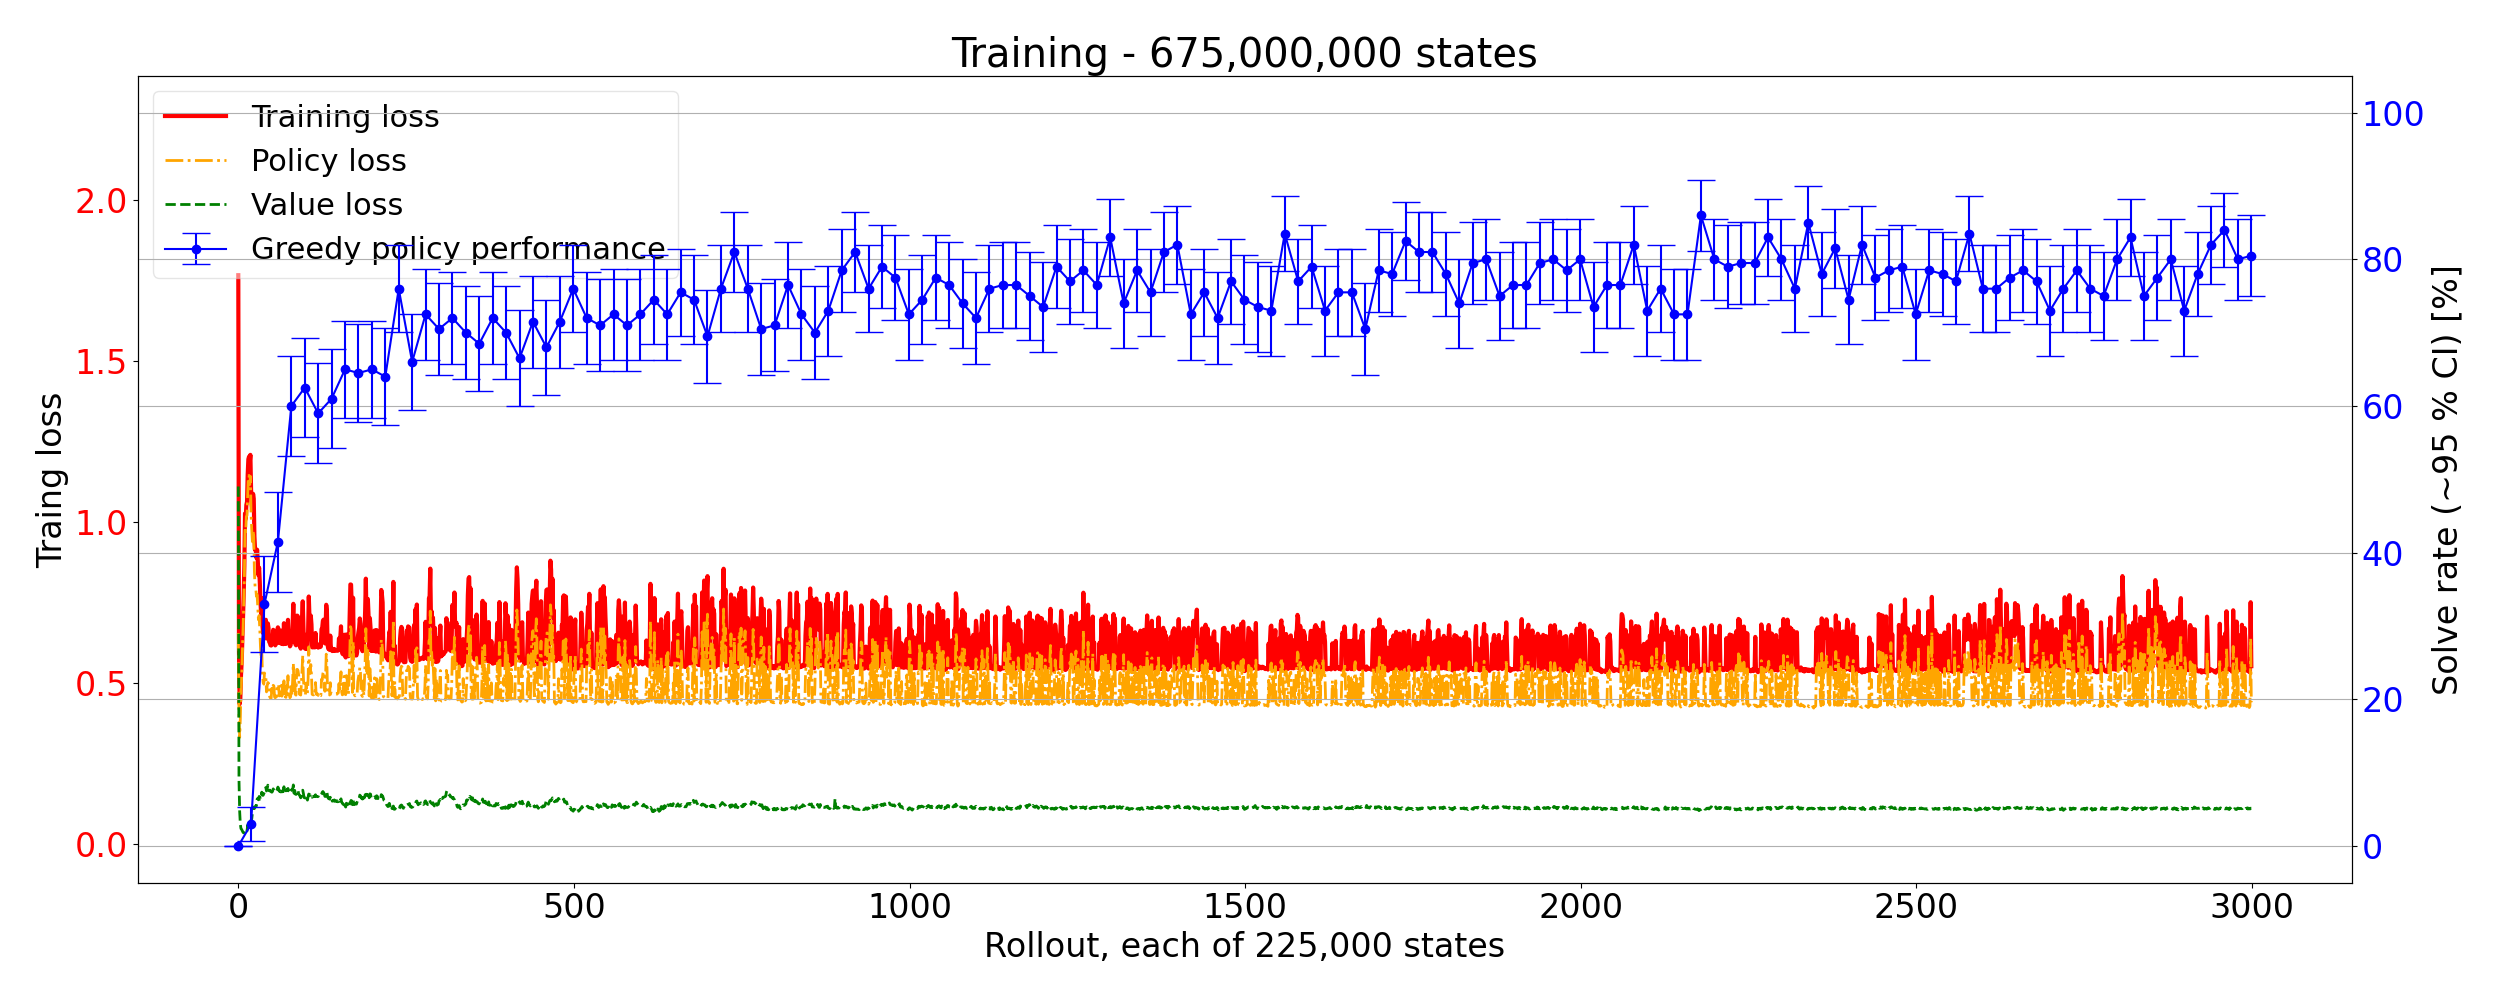 Training - 675,000,000 states
Training loss
Policy loss
Value loss
Greedy policy performance
Traing loss
2.0
1.5
1.0
0.5
0.0
100
80
60
40
20
0
Solve rate (~95 % CI) [%]
0 500 1000 1500 2000 2500 3000
Rollout, each of 225,000 states